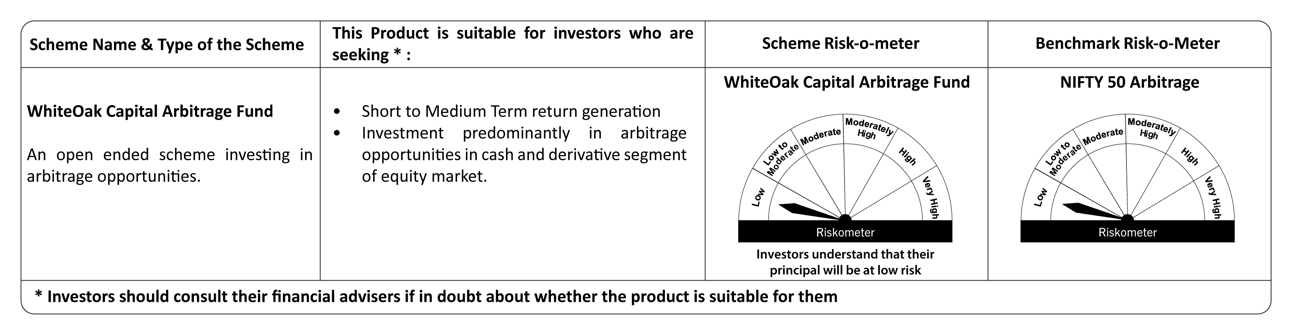 Scheme Name & Type of the Scheme
This Product is suitable for investors who are
seeking * :
Scheme Risk-o-meter
Benchmark Risk-o-Meter
WhiteOak Capital Arbitrage Fund
An open ended scheme investing in
arbitrage opportunities.
• Short to Medium Term return generation
• Investment predominantly in arbitrage
opportunities in cash and derivative segment
of equity market.
WhiteOak Capital Arbitrage Fund
Low
Low to
Moderate
Moderate
Moderately
High
High
Very High
Riskometer
Investors understand that their
principal will be at low risk
NIFTY 50 Arbitrage
Low
Low to
Moderate
Moderate
Moderately
High
High
Very High
Riskometer
* Investors should consult their financial advisers if in doubt about whether the product is suitable for them